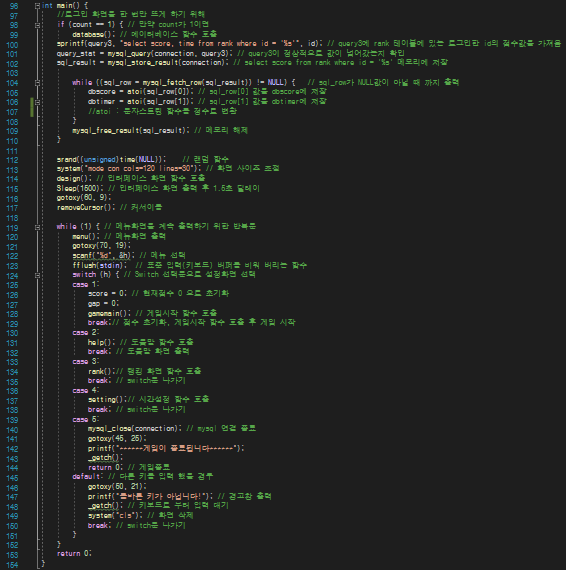 96 int main() {
97 //로그인 화면을 한 번만 뜨게 하기 위해
98 if (count == 1) { // 만약 count가 1이면
99 database(); // 데이터베이스 함수 호출
100 sprintf(query3, "select score, time from rank where id = '%s'", id); // query3에 rank 테이블에 있는 로그인한 id의 점수값을 가져옴
101 query_stat = mysql_query(connection, query3); // query3이 정상적으로 값이 넘어갔는지 확인
102 sql_result = mysql_store_result(connection); // select score from rank where id = '%s' 메모리에 저장
103
104 while ((sql_row = mysql_fetch_row(sql_result)) != NULL) { // sql_row가 NULL값이 아닐 때 까지 출력
105 dbscore = atoi(sql_row[0]); // sql_row[0] 값을 dbscore에 저장
106 dbtimer = atoi(sql_row[1]); // sql_row[1] 값을 dbtimer에 저장
107 //atoi : 문자스트링 함수를 정수로 변환
108 }
109 mysql_free_result(sql_result); // 메모리 해제
110 }
111
112 srand((unsigned)time(NULL)); // 랜덤 함수
113 system("mode con cols=120 lines=30"); // 화면 사이즈 조절
114 design(); // 인터페이스 화면 함수 호출
115 Sleep(1500); // 인터페이스 화면 출력 후 1.5초 딜레이
116 gotoxy(60, 9);
117 removeCursor(); // 커서이동
118
119 while (1) { // 메뉴화면을 계속 출력하기 위한 반복문
120 menu(); // 메뉴화면 출력
121 gotoxy(70, 19);
122 scanf("%d", &h); // 메뉴 선택
123 fflush(stdin); // 표준 입력(키보드) 버퍼를 비워 버리는 함수
124 switch (h) { // Switch 선택문으로 설정화면 선택
125 case 1:
126 score = 0; // 현재점수 0 으로 초기화
127 gap = 0;
128 gamemain(); // 게임시작 함수 호출
129 break;// 점수 초기화, 게임시작 함수 호출 후 게임 시작
130 case 2:
131 help(); // 도움말 함수 호출
132 break; // 도움말 화면 출력
133 case 3:
134 rank();// 랭킹 화면 함수 호출
135 break; // switch문 나가기
136 case 4:
137 setting();// 시간설정 함수 호출
138 break; // switch문 나가기
139 case 5:
140 mysql_close(connection); // mysql 연결 종료
141 gotoxy(45, 25);
142 printf("++++++게임이 종료됩니다++++++");
143 _getch();
144 return 0; // 게임종료
145 default: // 다른 키를 입력 했을 경우
146 gotoxy(50, 21);
147 printf("올바른 키가 아닙니다!"); // 경고창 출력
148 _getch(); // 키보드로 부터 입력 대기
149 system("cls"); // 화면 삭제
150 break; // switch문 나가기
151 }
152 }
153 return 0;
154 }